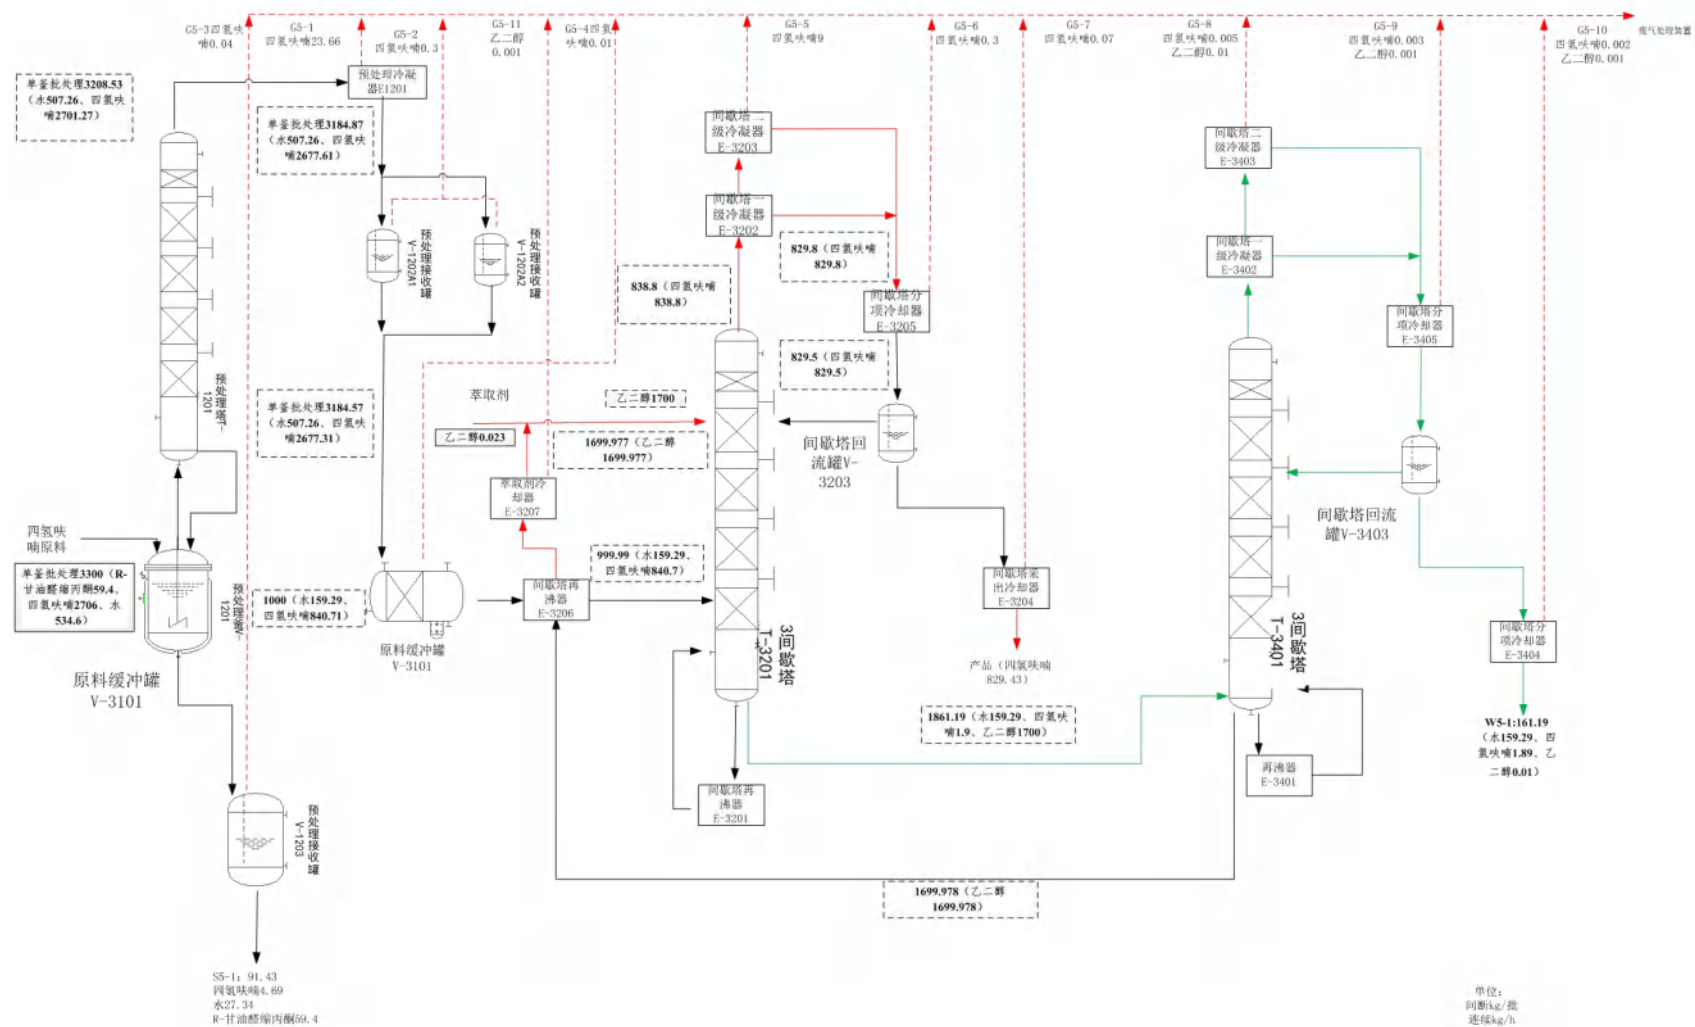 G5-3四氢呋
喃0.04
G5-1
四氢呋喃23.66
G5-2
四氢呋喃0.3
G5-11
乙二醇
0.001
G5-4四氢
呋喃0.01
G5-5
四氢呋喃9
G5-6
四氢呋喃0.3
G5-7
四氢呋喃0.07
G5-8
四氢呋喃0.005
乙二醇0.01
G5-9
四氢呋喃0.003
乙二醇0.001
G5-10
四氢呋喃0.002
乙二醇0.001
废气处理装置
单釜批处理3208.53
（水507.26、四氢呋
喃2701.27）
预处理冷凝
器E1201
单釜批处理3184.87
（水507.26、四氢呋
喃2677.61）
预处理接收罐
V-1202A1
预处理接收罐
V-1202A2
预处理塔T-
1201
单釜批处理3184.57
（水507.26、四氢呋
喃2677.31）
四氢呋
喃原料
单釜批处理3300（R-
甘油醛缩丙酮59.4、
四氢呋喃2706、水
534.6）
预处理釜V-
1201
原料缓冲罐
V-3101
预处理接收罐
V-1203
S5-1：91.43
四氢呋喃4.69
水27.34
R-甘油醛缩丙酮59.4
1000（水159.29、
四氢呋喃840.71）
原料缓冲罐
V-3101
萃取剂
乙二醇0.023
乙二醇1700
1699.977（乙二醇
1699.977）
萃取剂冷
却器
E-3207
间歇塔再
沸器
E-3206
999.99（水159.29、
四氢呋喃840.7）
间歇塔二
级冷凝器
E-3203
间歇塔一
级冷凝器
E-3202
838.8（四氢呋喃
838.8）
829.8（四氢呋喃
829.8）
间歇塔分
项冷却器
E-3205
829.5（四氢呋喃
829.5）
间歇塔回
流罐V-
3203
间歇塔采
出冷却器
E-3204
产品（四氢呋喃
829.43）
3间歇塔
T-3201
间歇塔再
沸器
E-3201
1861.19（水159.29、四氢呋
喃1.9、乙二醇1700）
1699.978（乙二醇
1699.978）
间歇塔二
级冷凝器
E-3403
间歇塔一
级冷凝器
E-3402
间歇塔分
项冷却器
E-3405
间歇塔回流
罐V-3403
3间歇塔
T-3401
再沸器
E-3401
间歇塔分
项冷却器
E-3404
W5-1:161.19
（水159.29、四
氢呋喃1.89、乙
二醇0.01）
单位：
间断kg/批
连续kg/h